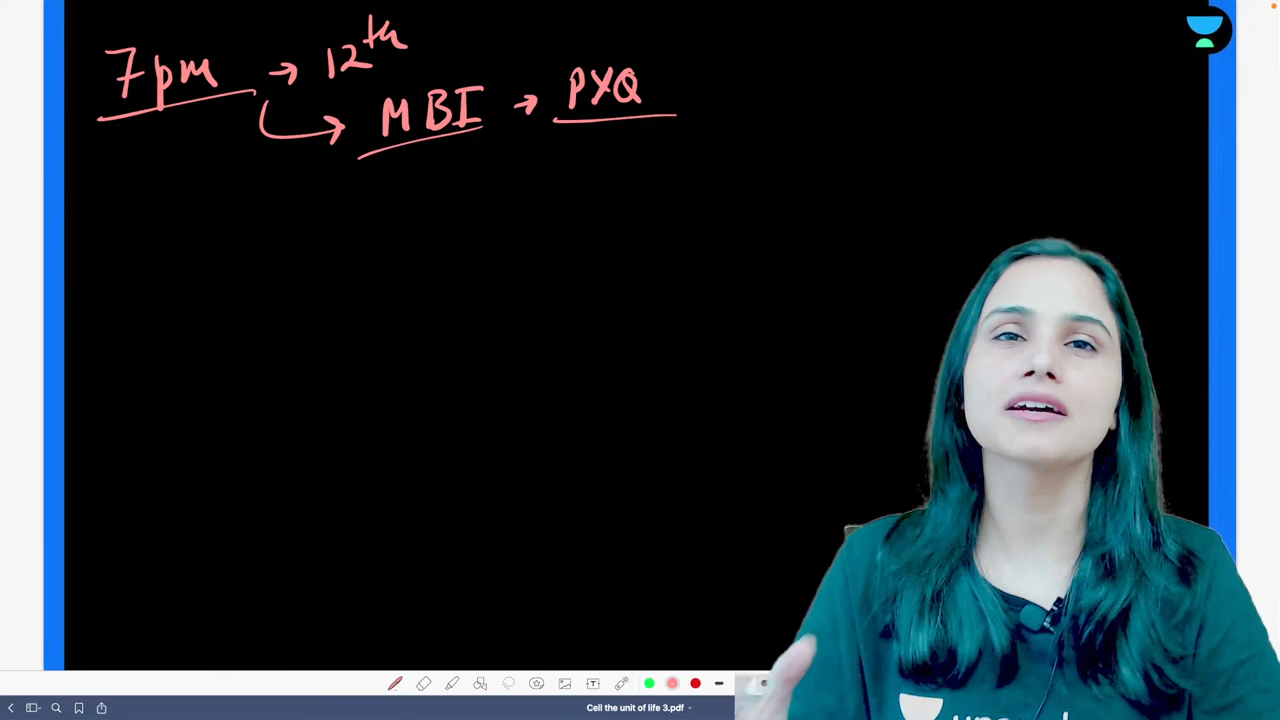 7pm → 12th
→ MBI → PYQ
Cell the unit of life 3.pdf